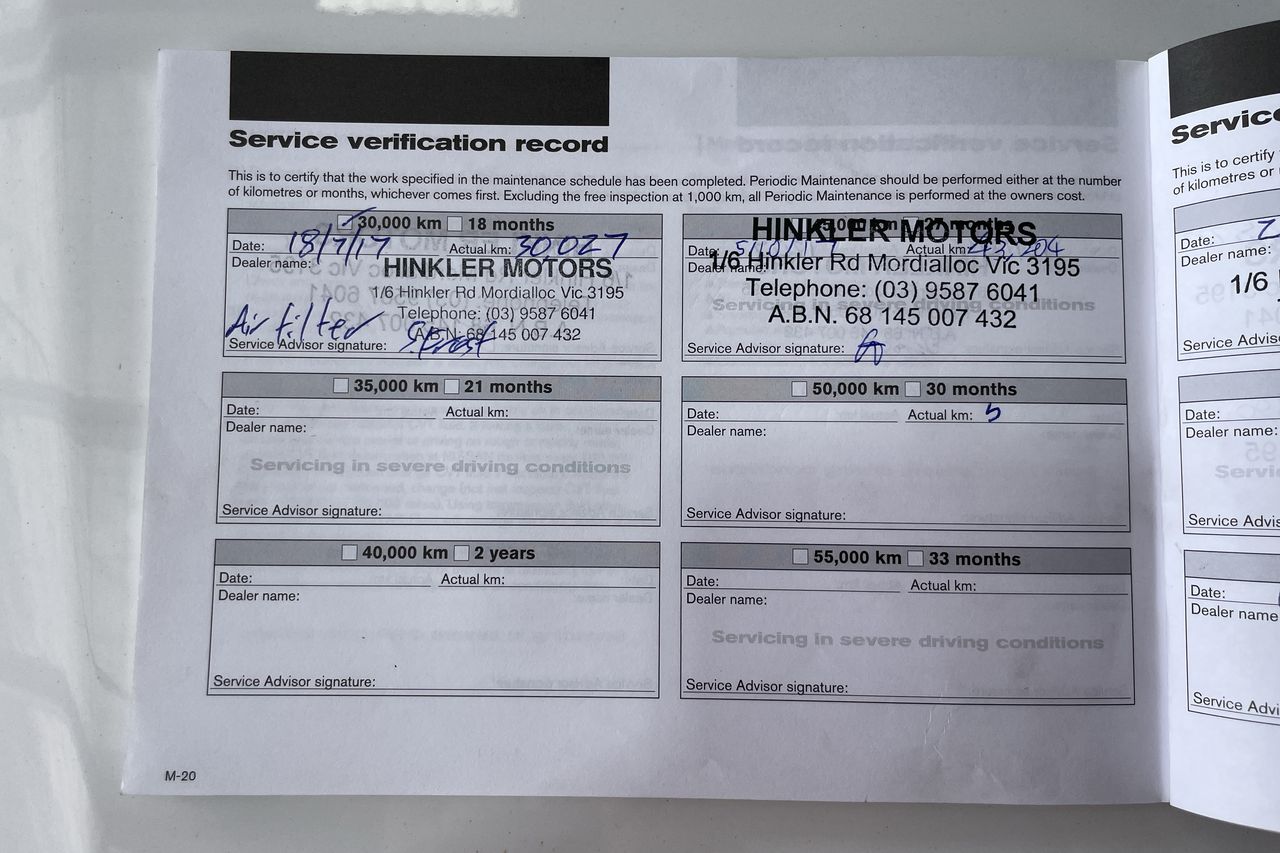 Service verification record
This is to certify that the work specified in the maintenance schedule has been completed. Periodic Maintenance should be performed either at the number
of kilometres or months, whichever comes first. Excluding the free inspection at 1,000 km, all Periodic Maintenance is performed at the owners cost.
30,000 km 18 months
Date: 18/7/17 Actual km: 30027
Dealer name: HINKLER MOTORS
1/6 Hinkler Rd Mordialloc Vic 3195
Telephone: (03) 9587 6041
Air filter A.B.N. 68 145 007 432
Service Advisor signature:
35,000 km 21 months
Date: Actual km:
Dealer name:
Servicing in severe driving conditions
Service Advisor signature:
40,000 km 2 years
Date: Actual km:
Dealer name:
Service Advisor signature:
M-20
km 27 months
HINKLER MOTORS
Date: Actual km:
Dealer name: 1/6 Hinkler Rd Mordialloc Vic 3195
Telephone: (03) 9587 6041
Servicing in severe driving conditions
A.B.N. 68 145 007 432
Service Advisor signature:
50,000 km 30 months
Date: Actual km: 5
Dealer name:
Service Advisor signature:
55,000 km 33 months
Date: Actual km:
Dealer name:
Servicing in severe driving conditions
Service Advisor signature:
Service
This is to certify
of kilometres or
Date:
Dealer name:
1/6
Service Advis
Date:
Dealer name:
Servic
Service Advis
Date:
Dealer name
Service Advi